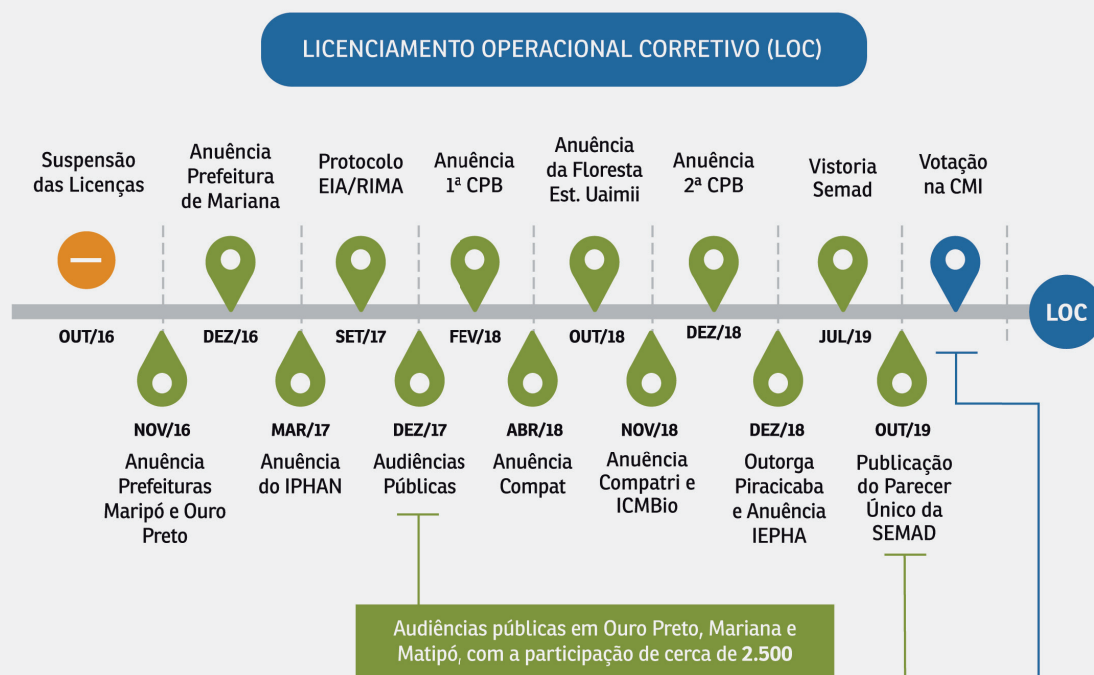 LICENCIAMENTO OPERACIONAL CORRETIVO (LOC)
Suspensão
das Licenças
OUT/16
NOV/16
Anuência
Prefeituras
Maripó e Ouro
Preto
Anuência
Prefeitura
de Mariana
DEZ/16
MAR/17
Anuência
do IPHAN
Protocolo
EIA/RIMA
SET/17
DEZ/17
Audiências
Públicas
Anuência
1ª CPB
FEV/18
ABR/18
Anuência
Compat
Anuência
da Floresta
Est. Uaimii
OUT/18
NOV/18
Anuência
Compatri e
ICMBio
Anuência
2ª CPB
DEZ/18
DEZ/18
Outorga
Piracicaba
e Anuência
IEPHA
Vistoria
Semad
JUL/19
OUT/19
Publicação
do Parecer
Único da
SEMAD
Votação
na CMI
LOC
Audiências públicas em Ouro Preto, Mariana e
Matipó, com a participação de cerca de 2.500